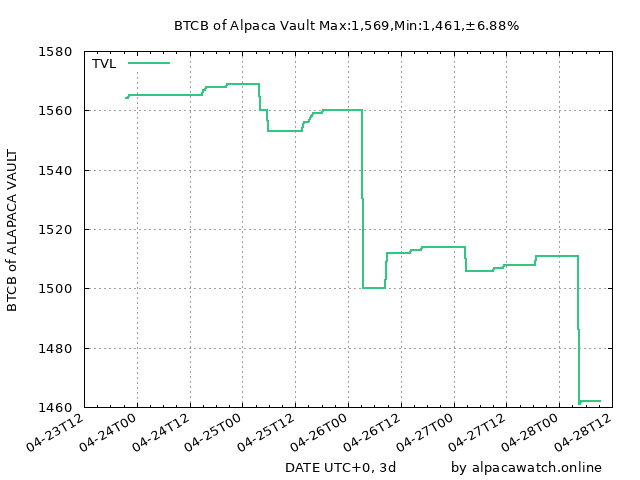 BTCB of Alpaca Vault Max:1,569,Min:1,461,±6.88%
TVL
1580
1560
1540
1520
1500
1480
1460
BTCB of ALAPACA VAULT
04-23T12
04-24T00
04-24T12
04-25T00
04-25T12
04-26T00
04-26T12
04-27T00
04-27T12
04-28T00
04-28T12
DATE UTC+0, 3d
by alpacawatch.online